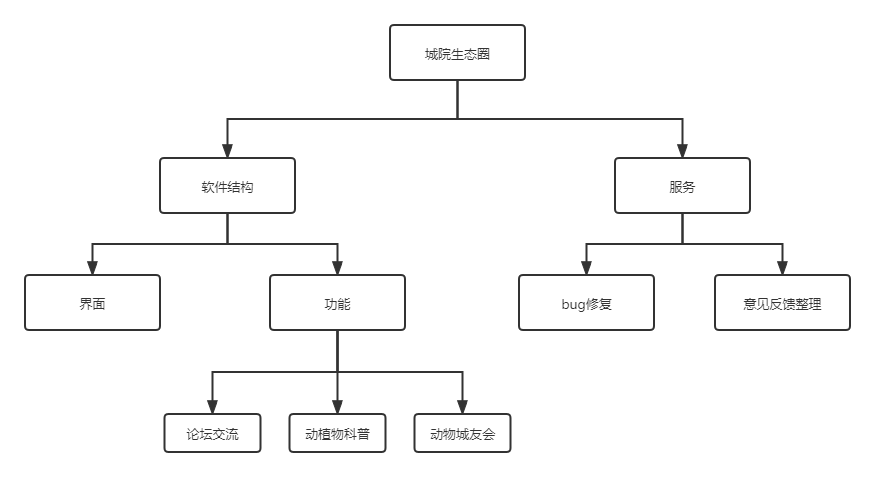 城院生态圈
软件结构
服务
界面
功能
bug修复
意见反馈整理
论坛交流
动植物科普
动物城友会